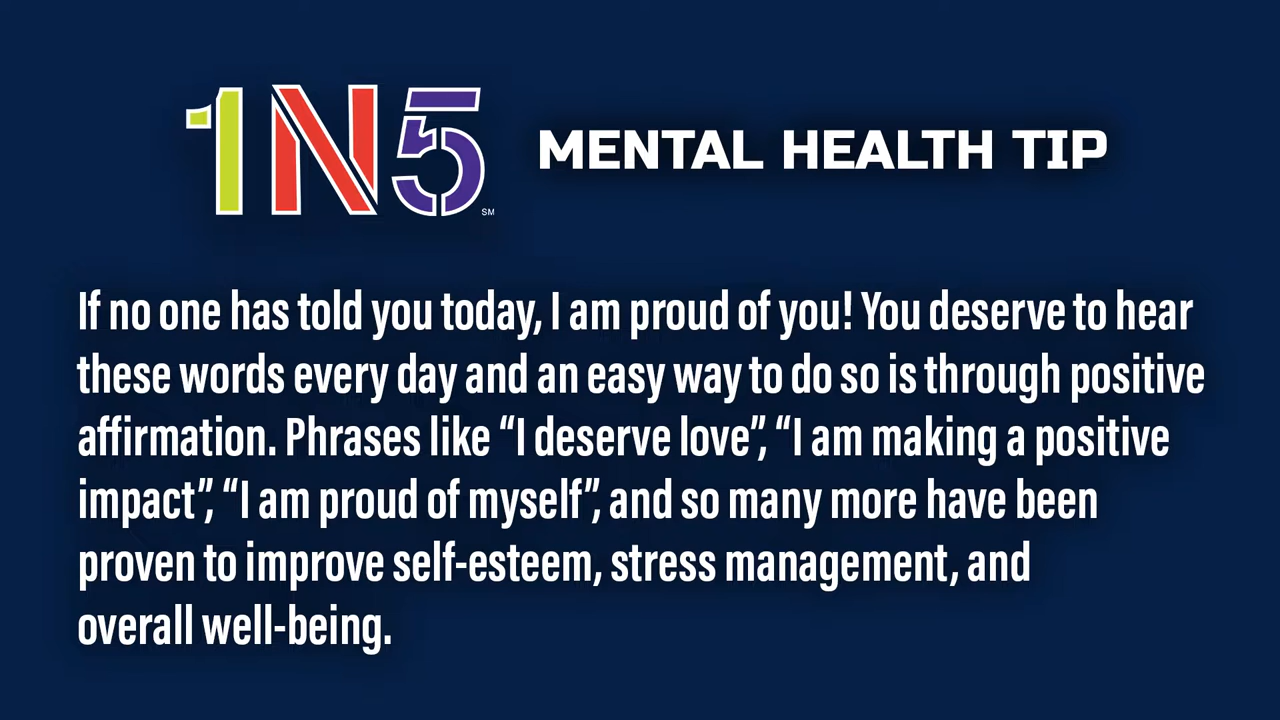 1N5 SM MENTAL HEALTH TIP
If no one has told you today, I am proud of you! You deserve to hear
these words every day and an easy way to do so is through positive
affirmation. Phrases like “I deserve love”, “I am making a positive
impact”, “I am proud of myself”, and so many more have been
proven to improve self-esteem, stress management, and
overall well-being.